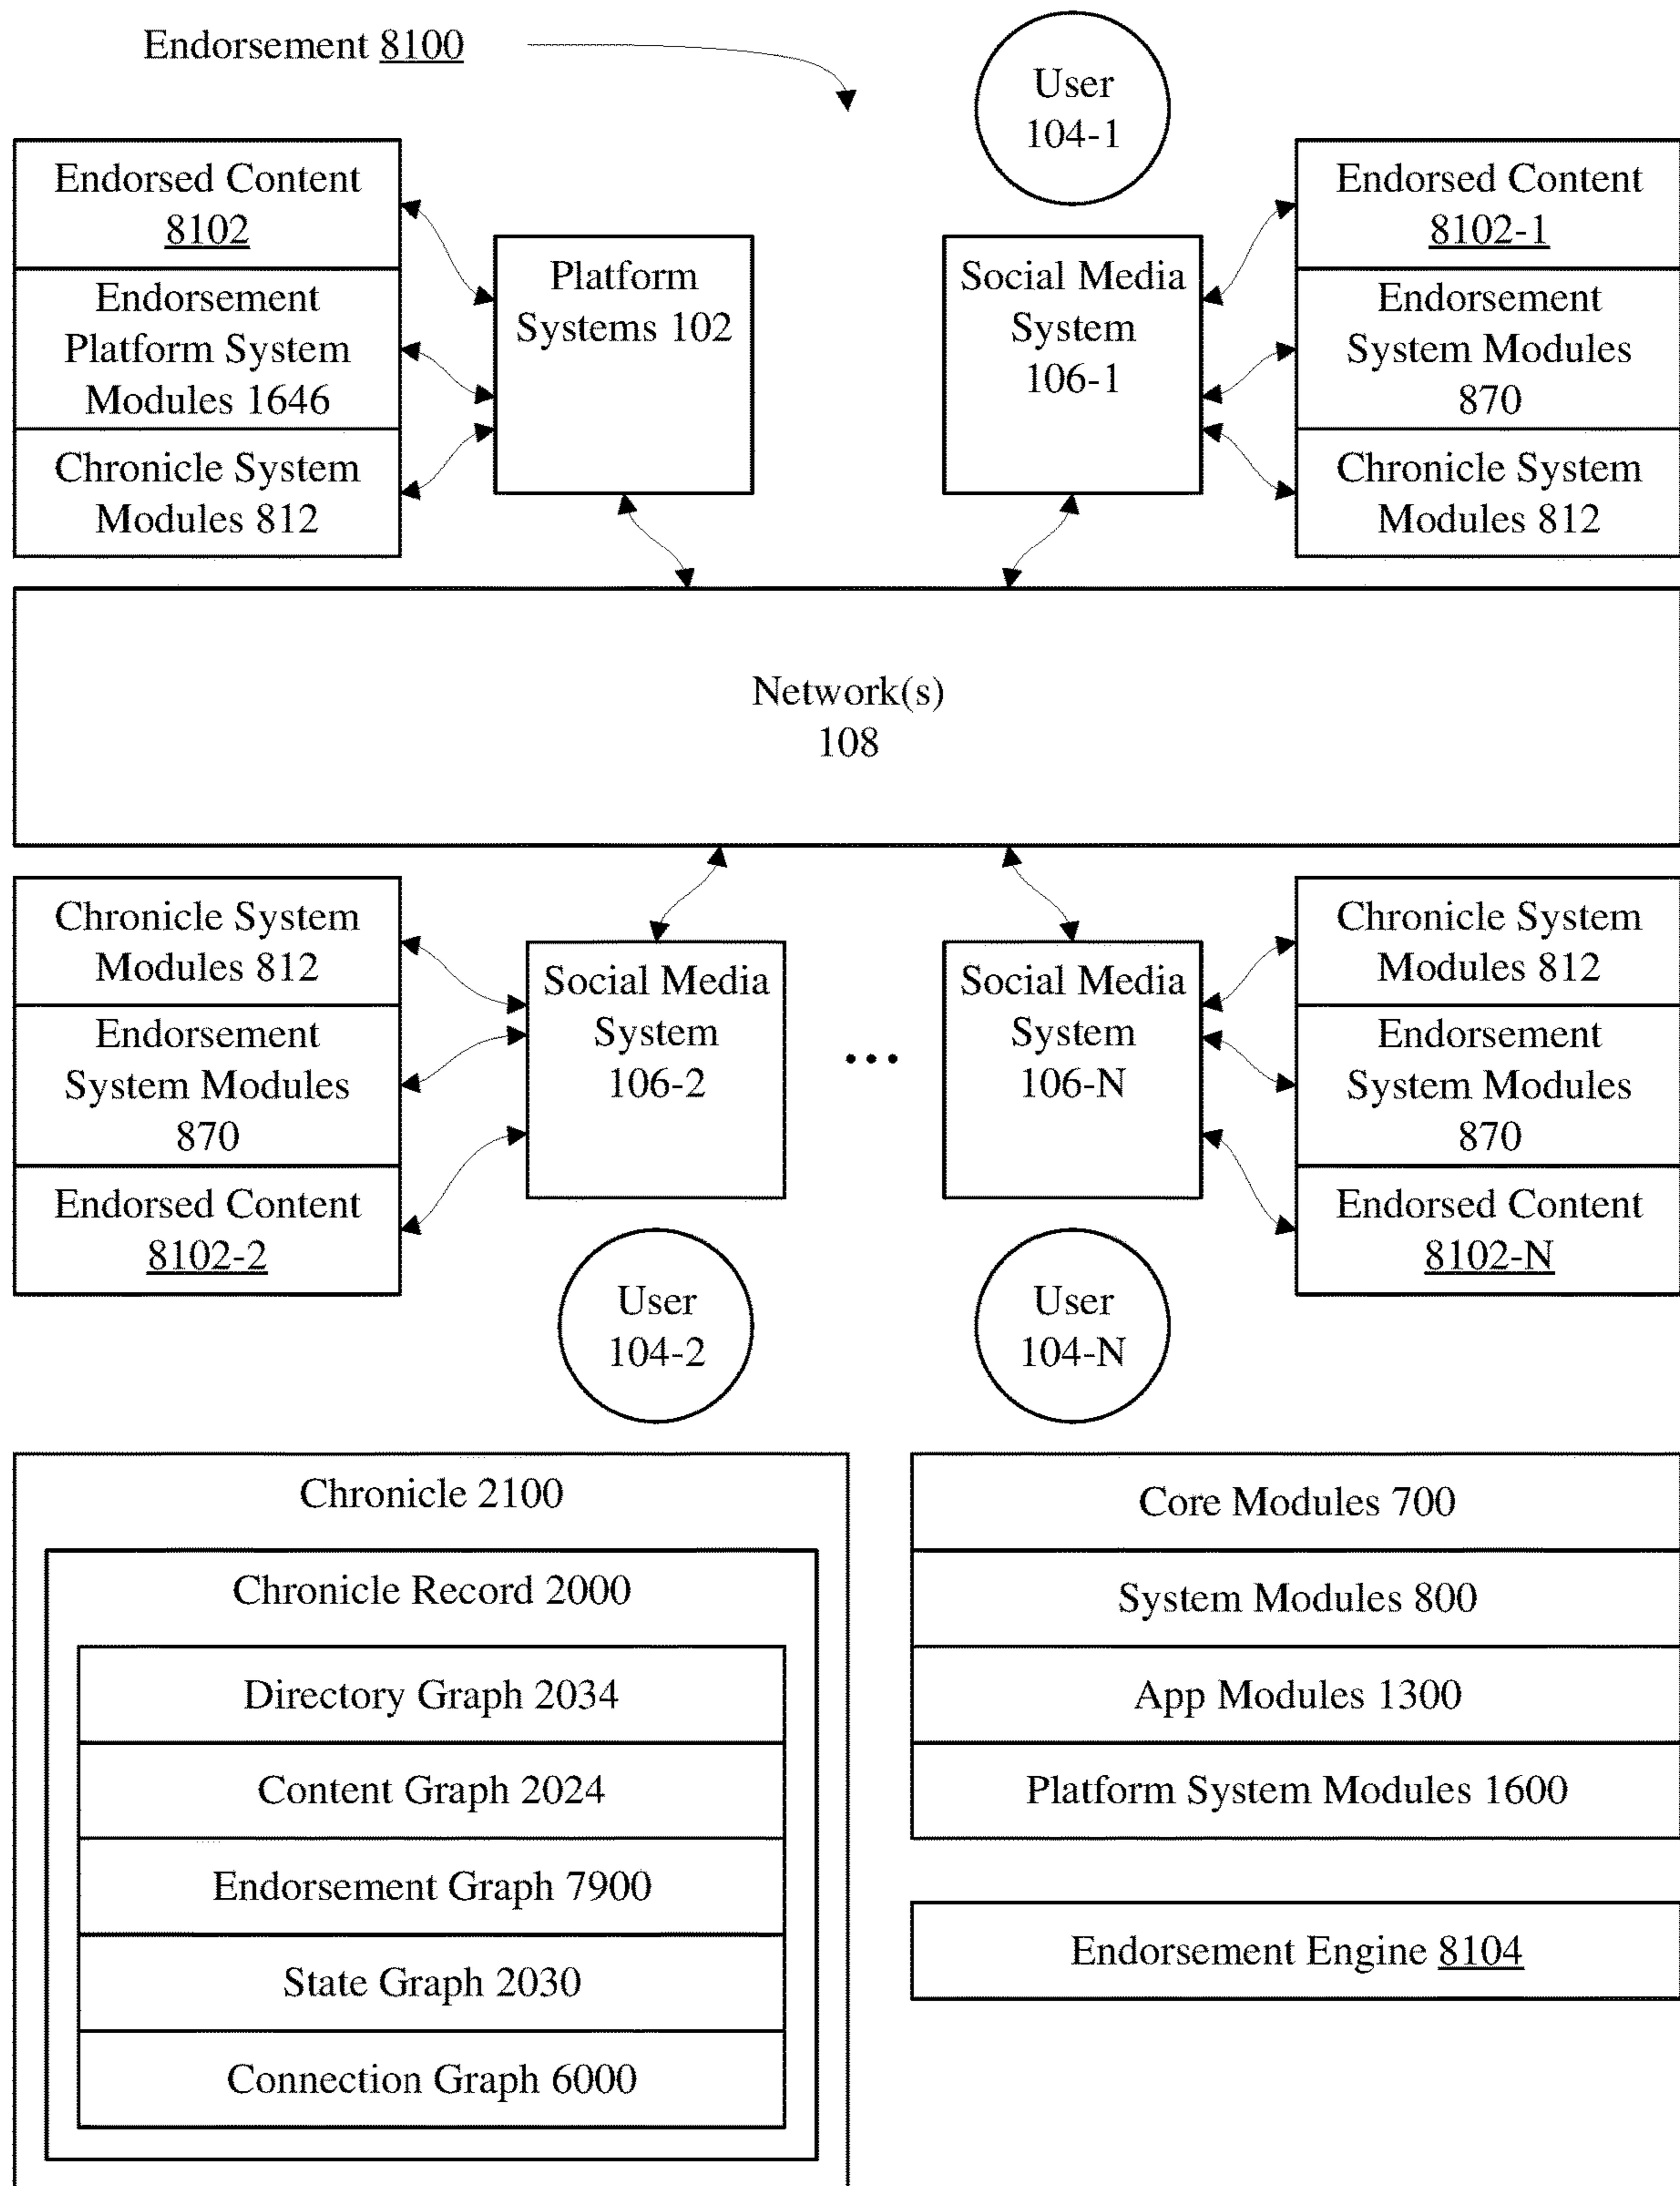 Endorsement 8100
User
104-1
Endorsed Content
8102
Endorsement
Platform System
Modules 1646
Chronicle System
Modules 812
Platform
Systems 102
Social Media
System
106-1
Endorsed Content
8102-1
Endorsement
System Modules
870
Chronicle System
Modules 812
Network(s)
108
Chronicle System
Modules 812
Endorsement
System Modules
870
Endorsed Content
8102-2
Social Media
System
106-2
...
Social Media
System
106-N
Chronicle System
Modules 812
Endorsement
System Modules
870
Endorsed Content
8102-N
User
104-2
User
104-N
Chronicle 2100
Chronicle Record 2000
Directory Graph 2034
Content Graph 2024
Endorsement Graph 7900
State Graph 2030
Connection Graph 6000
Core Modules 700
System Modules 800
App Modules 1300
Platform System Modules 1600
Endorsement Engine 8104